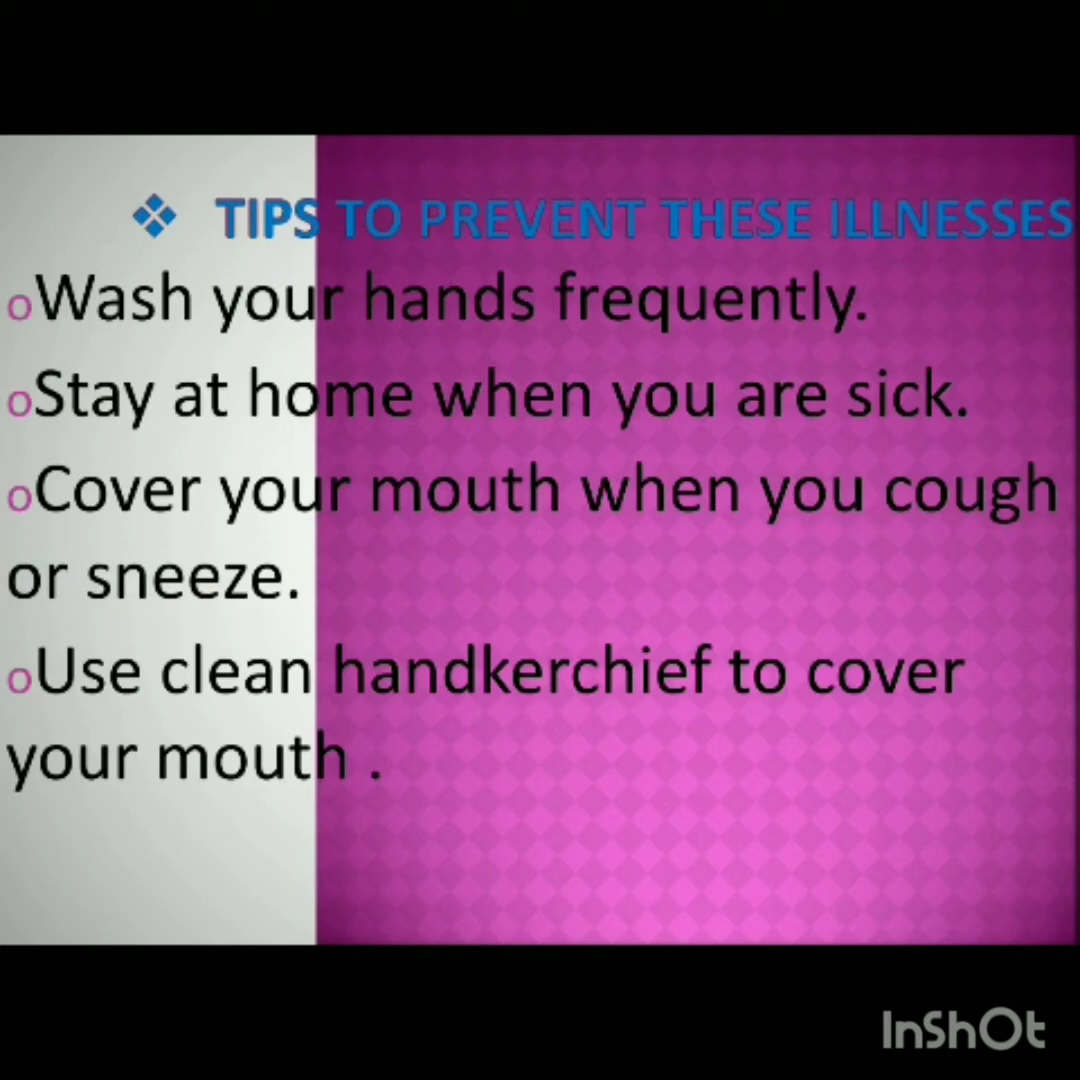 ❖ TIPS TO PREVENT THESE ILLNESSES
oWash your hands frequently.
oStay at home when you are sick.
oCover your mouth when you cough
or sneeze.
oUse clean handkerchief to cover
your mouth .
InShOt